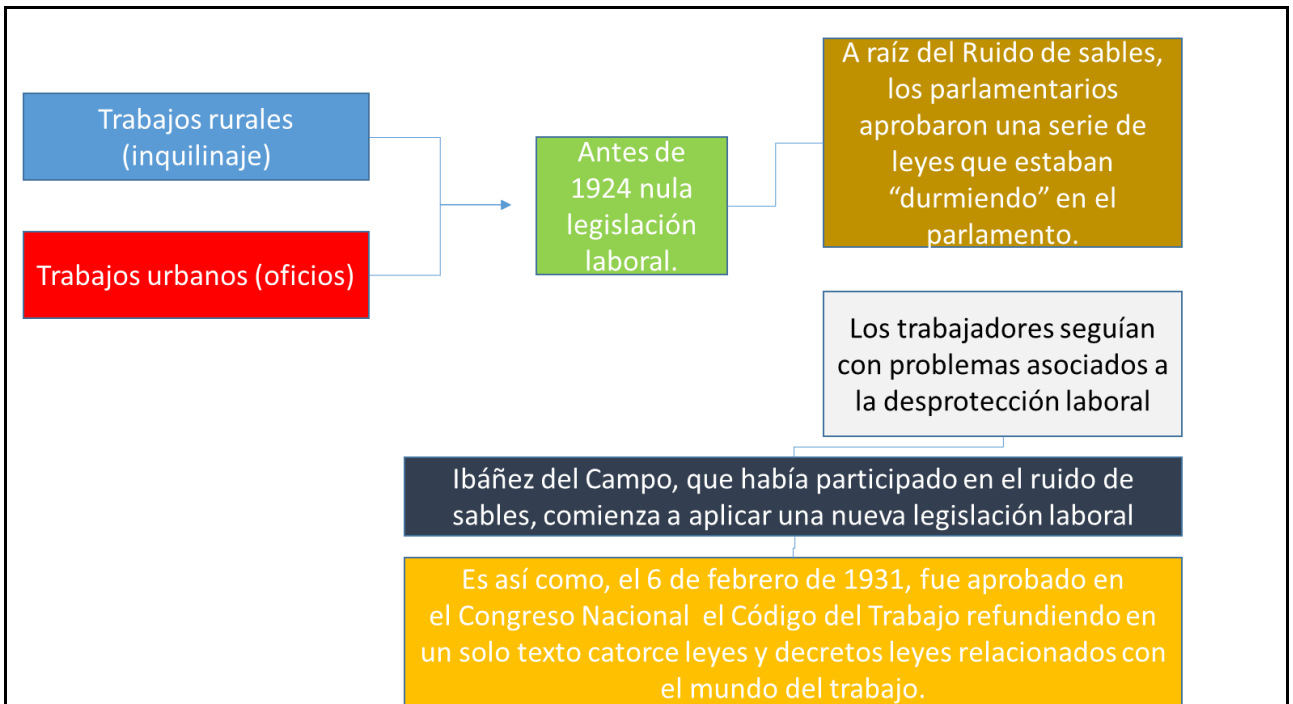 Trabajos rurales
(inquilinaje)
Trabajos urbanos (oficios)
Antes de
1924 nula
legislación
laboral.
A raíz del Ruido de sables,
los parlamentarios
aprobaron una serie de
leyes que estaban
“durmiendo” en el
parlamento.
Los trabajadores seguían
con problemas asociados a
la desprotección laboral
Ibáñez del Campo, que había participado en el ruido de
sables, comienza a aplicar una nueva legislación laboral
Es así como, el 6 de febrero de 1931, fue aprobado en
el Congreso Nacional el Código del Trabajo refundiendo en
un solo texto catorce leyes y decretos leyes relacionados con
el mundo del trabajo.